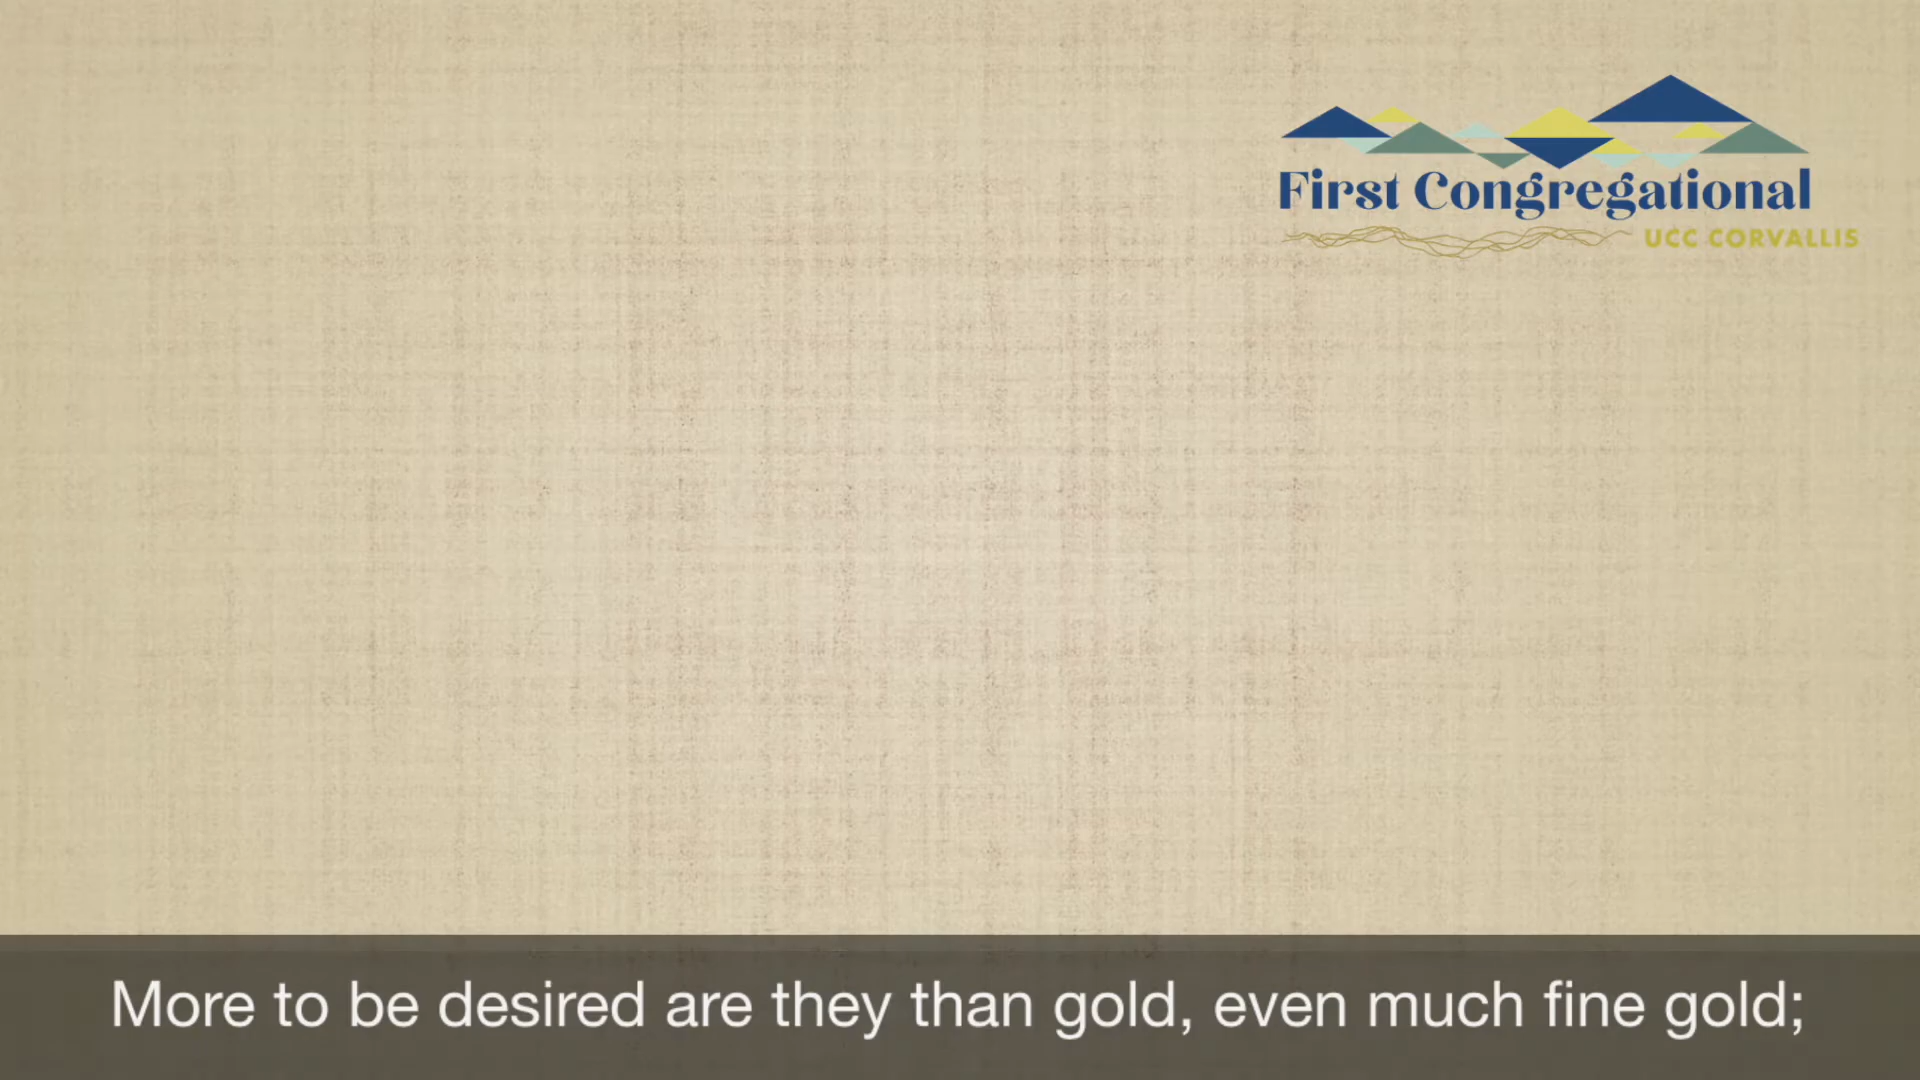 First Congregational
UCC CORVALLIS
More to be desired are they than gold, even much fine gold;